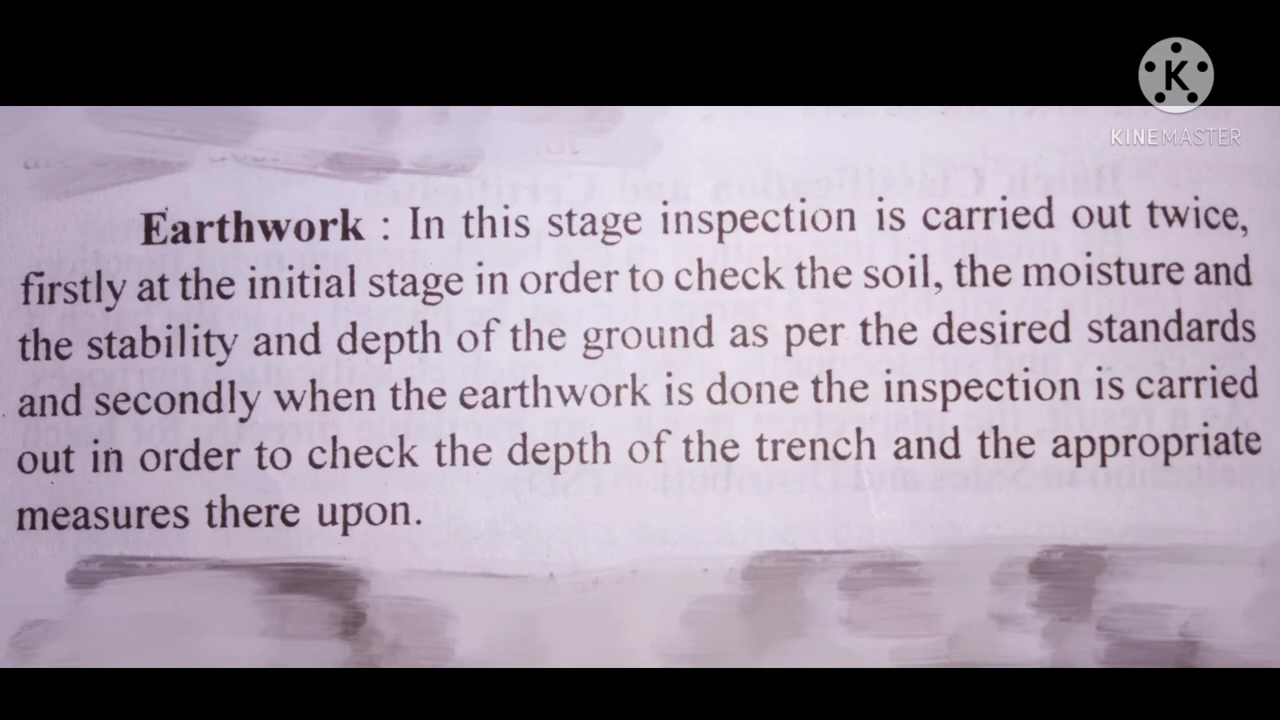 K
KINEMASTER
Earthwork : In this stage inspection is carried out twice,
firstly at the initial stage in order to check the soil, the moisture and
the stability and depth of the ground as per the desired standards
and secondly when the earthwork is done the inspection is carried
out in order to check the depth of the trench and the appropriate
measures there upon.